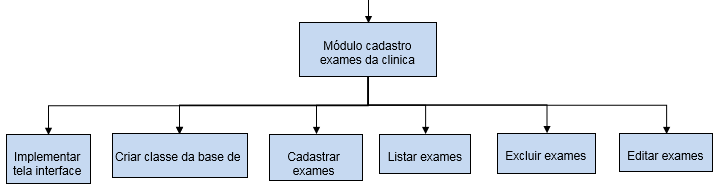 Módulo cadastro
exames da clinica
Implementar
tela interface
Criar classe da base de
Cadastrar
exames
Listar exames
Excluir exames
Editar exames